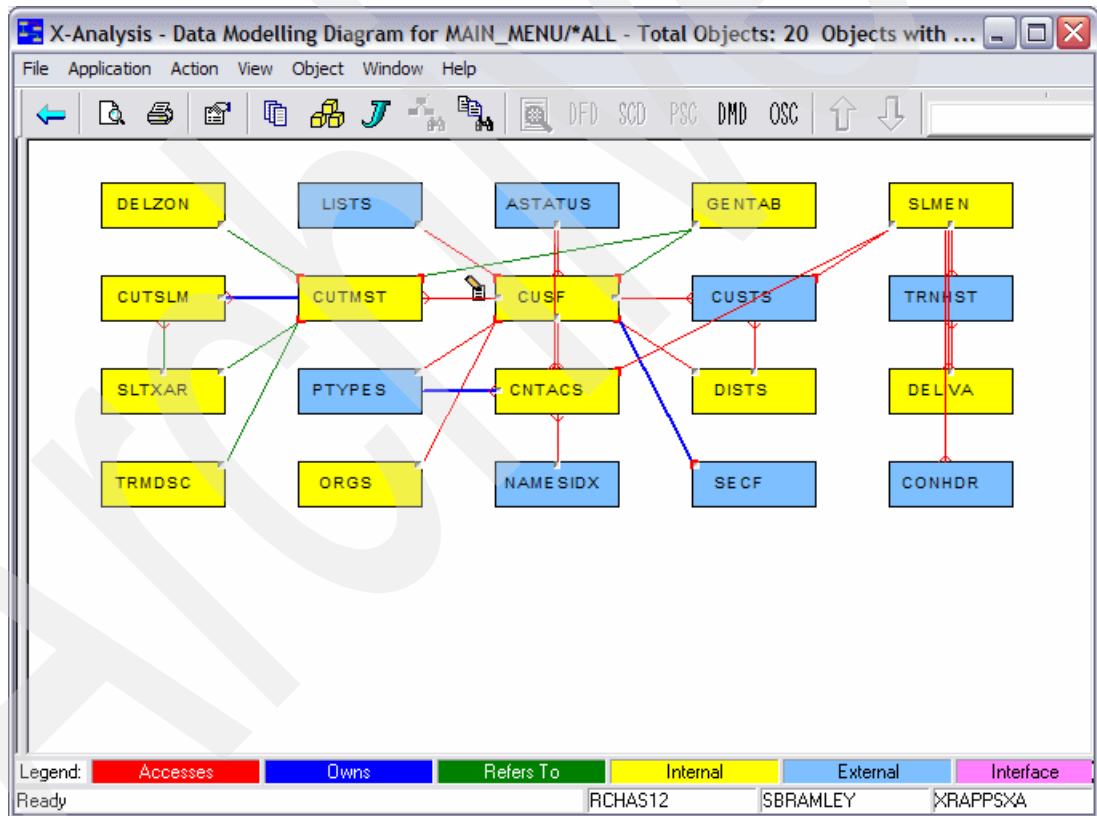 X-Analysis - Data Modelling Diagram for MAIN_MENU/*ALL - Total Objects: 20 Objects with ...
File Application Action View Object Window Help
DFD SCD PSC DMD OSC
DELZON LISTS ASTATUS GENTAB SLMEN
CUTSLM CUTMST CUSF CUSTS TRNHST
SLTXAR PTYPES CNTACS DISTS DELIVA
TRMDSC ORGS NAMESIDX SECF CONHDR
Legend: Accesses Owns Refers To Internal External Interface
Ready RCHAS12 SBRAMLEY XRAPPSXA